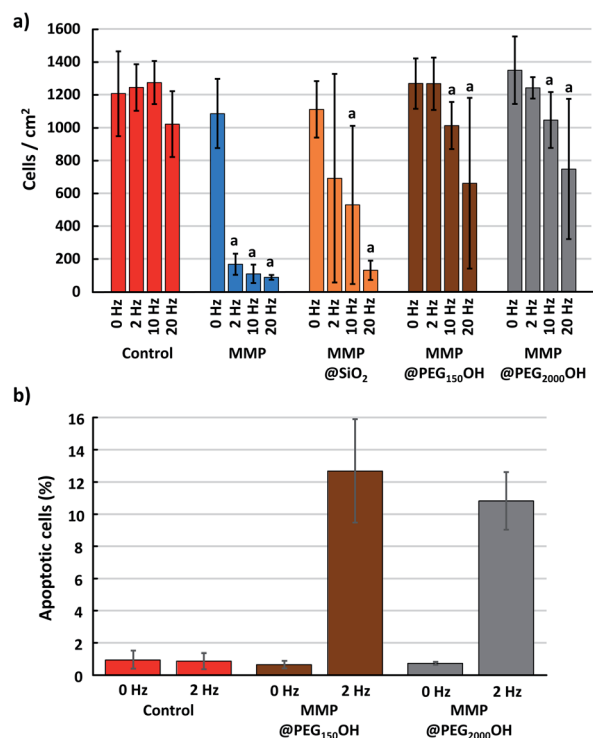 a)
1600
1400
1200
1000
800
600
400
200
0
Cells / cm²
a a a
a a
a a
a a
0 Hz 2 Hz 10 Hz 20 Hz 0 Hz 2 Hz 10 Hz 20 Hz 0 Hz 2 Hz 10 Hz 20 Hz 0 Hz 2 Hz 10 Hz 20 Hz 0 Hz 2 Hz 10 Hz 20 Hz
Control MMP MMP MMP MMP
@SiO₂ @PEG₁₅₀OH @PEG₂₀₀₀OH
b)
16
14
12
10
8
6
4
2
0
Apoptotic cells (%)
0 Hz 2 Hz 0 Hz 2 Hz 0 Hz 2 Hz
Control MMP MMP
@PEG₁₅₀OH @PEG₂₀₀₀OH